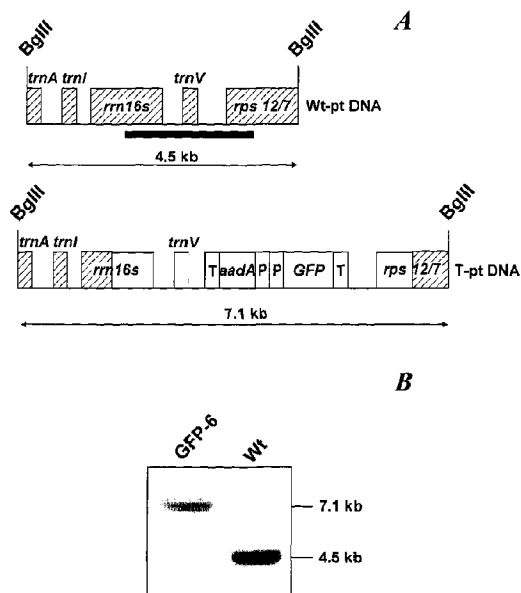 A
BglII BglII
trnA trnI trnV
rrn16s rps 12/7 Wt-pt DNA
4.5 kb
BglII BglII
trnA trnI trnV
rrn16s T aadA P P GFP T rps 12/7 T-pt DNA
7.1 kb
B
GFP-6 Wt
7.1 kb
4.5 kb